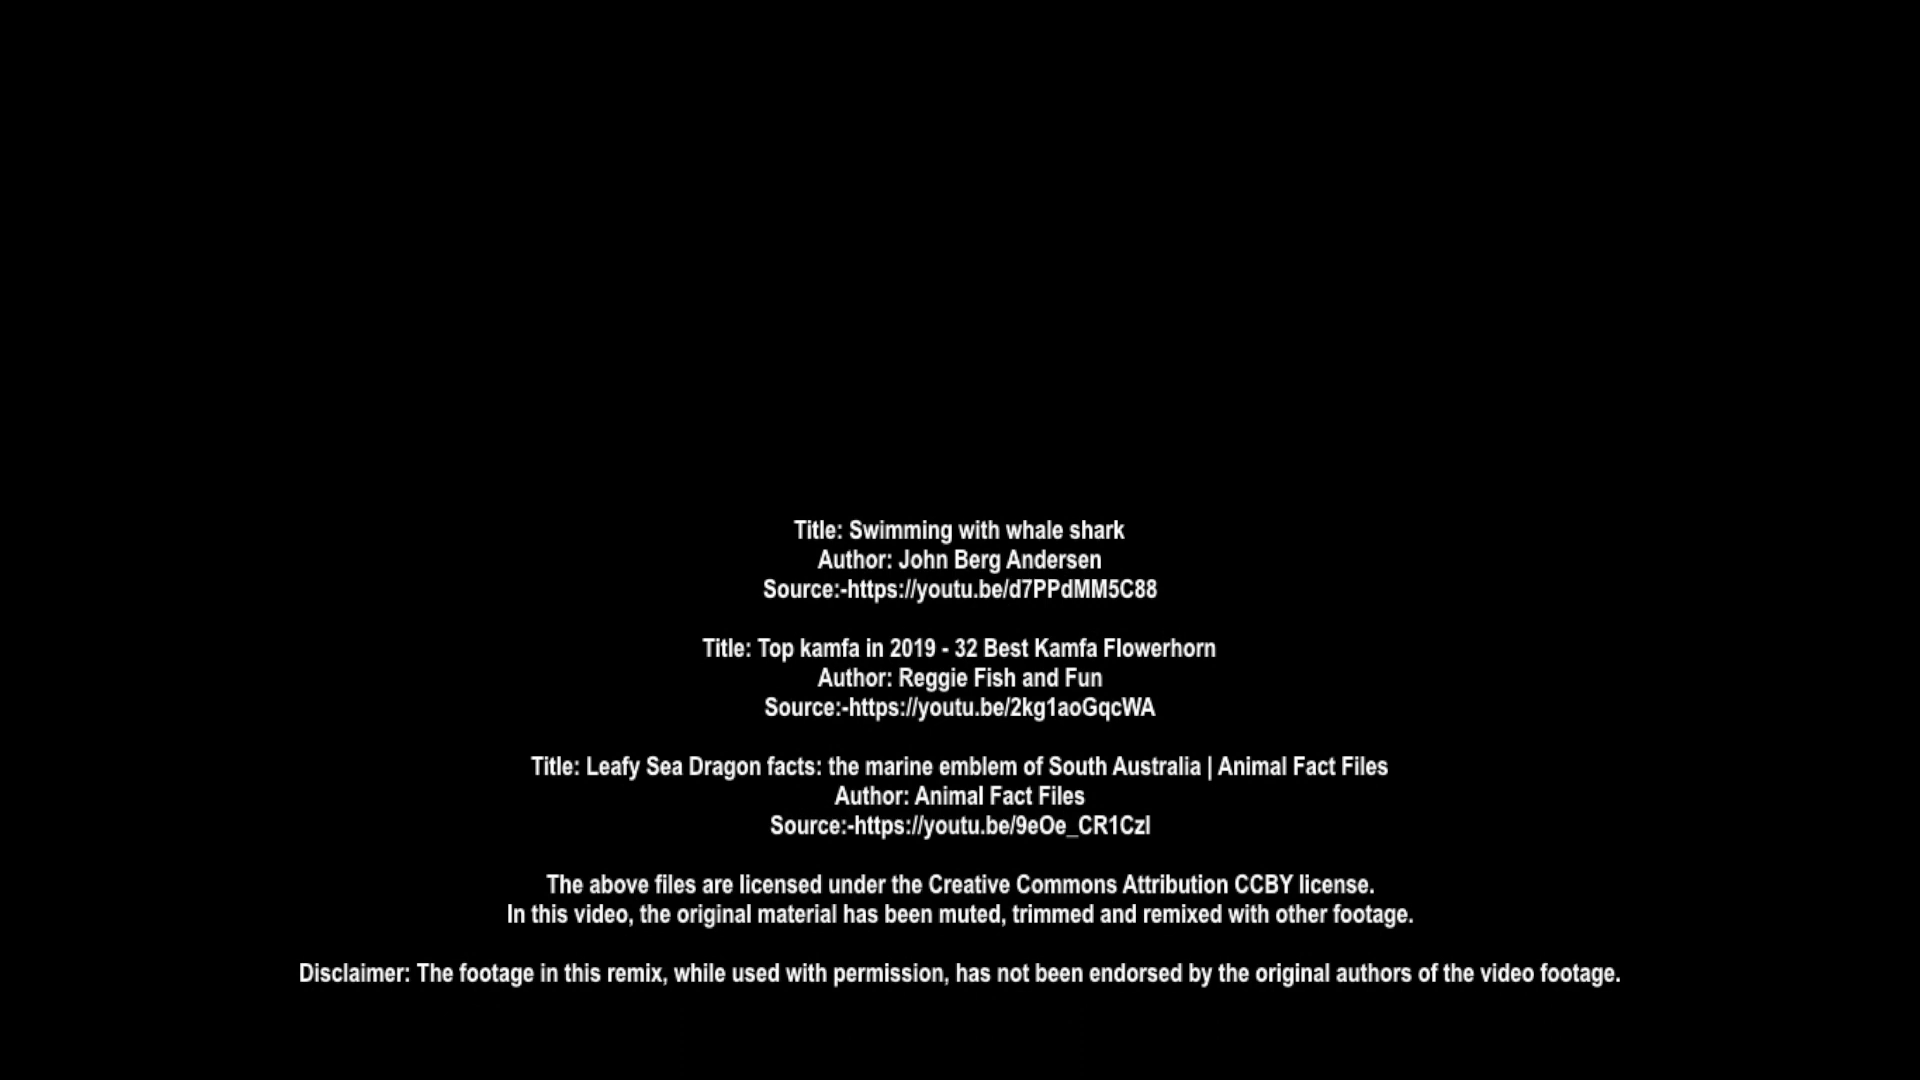 Title: Swimming with whale shark
Author: John Berg Andersen
Source:-https://youtu.be/d7PPdMM5C88
Title: Top kamfa in 2019 - 32 Best Kamfa Flowerhorn
Author: Reggie Fish and Fun
Source:-https://youtu.be/2kg1aoGqcWA
Title: Leafy Sea Dragon facts: the marine emblem of South Australia | Animal Fact Files
Author: Animal Fact Files
Source:-https://youtu.be/9eOe_CR1CzI
The above files are licensed under the Creative Commons Attribution CCBY license.
In this video, the original material has been muted, trimmed and remixed with other footage.
Disclaimer: The footage in this remix, while used with permission, has not been endorsed by the original authors of the video footage.